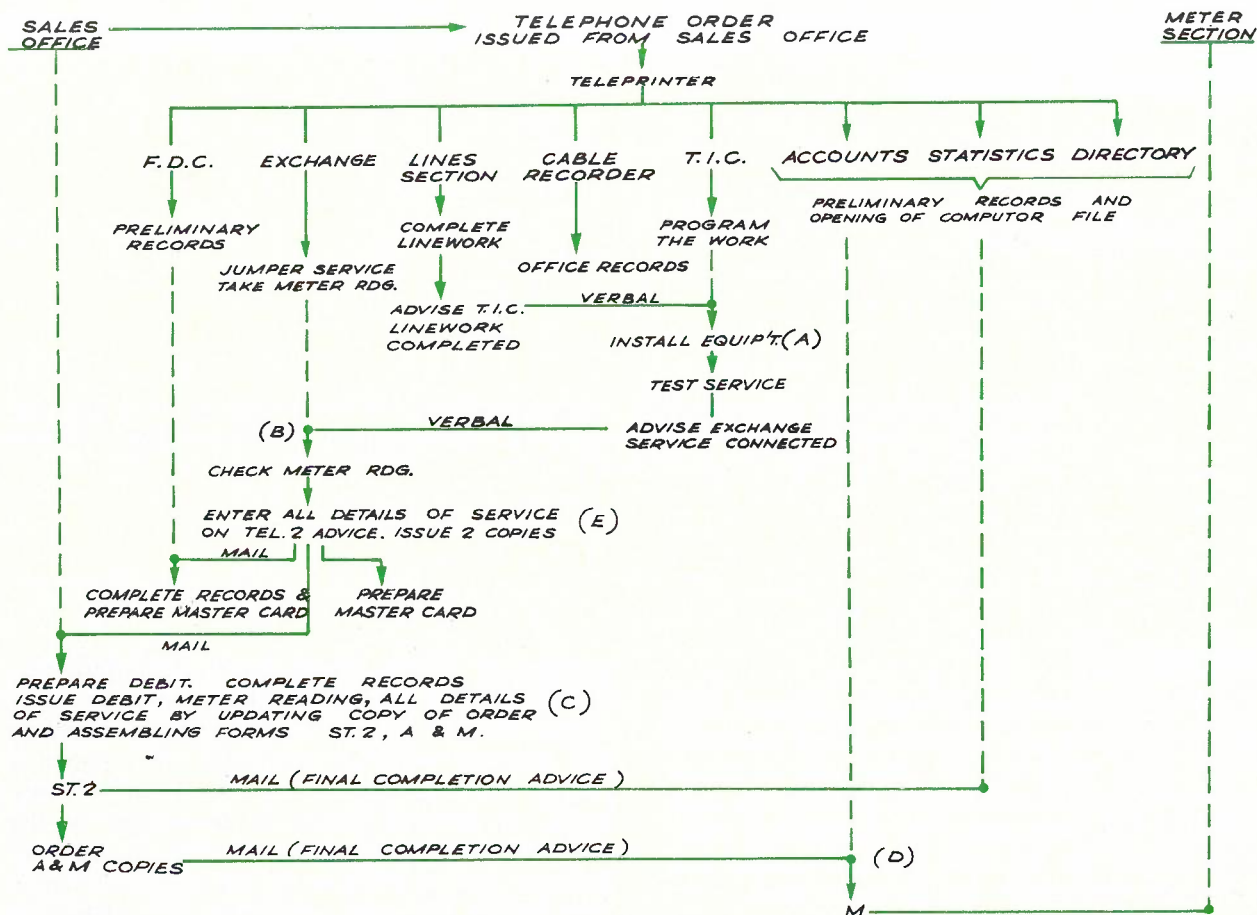 SALES
OFFICE
TELEPHONE ORDER
ISSUED FROM SALES OFFICE
METER
SECTION
TELEPRINTER
F.D.C.
EXCHANGE
LINES
SECTION
CABLE
RECORDER
T.I.C.
ACCOUNTS
STATISTICS
DIRECTORY
PRELIMINARY RECORDS AND
OPENING OF COMPUTOR FILE
PRELIMINARY
RECORDS
COMPLETE
LINEWORK
PROGRAM
THE WORK
JUMPER SERVICE
TAKE METER RDG.
OFFICE RECORDS
ADVISE T.I.C.
LINEWORK
COMPLETED
VERBAL
INSTALL EQUIP'T. (A)
TEST SERVICE
(B)
VERBAL
ADVISE EXCHANGE
SERVICE CONNECTED
CHECK METER RDG.
ENTER ALL DETAILS OF SERVICE
ON TEL. 2 ADVICE. ISSUE 2 COPIES
(E)
MAIL
COMPLETE RECORDS &
PREPARE MASTER CARD
PREPARE
MASTER CARD
MAIL
PREPARE DEBIT. COMPLETE RECORDS
ISSUE DEBIT, METER READING, ALL DETAILS
OF SERVICE BY UPDATING COPY OF ORDER
AND ASSEMBLING FORMS ST. 2, A & M.
(C)
ST. 2
MAIL (FINAL COMPLETION ADVICE)
ORDER
A & M COPIES
MAIL (FINAL COMPLETION ADVICE)
(D)
M